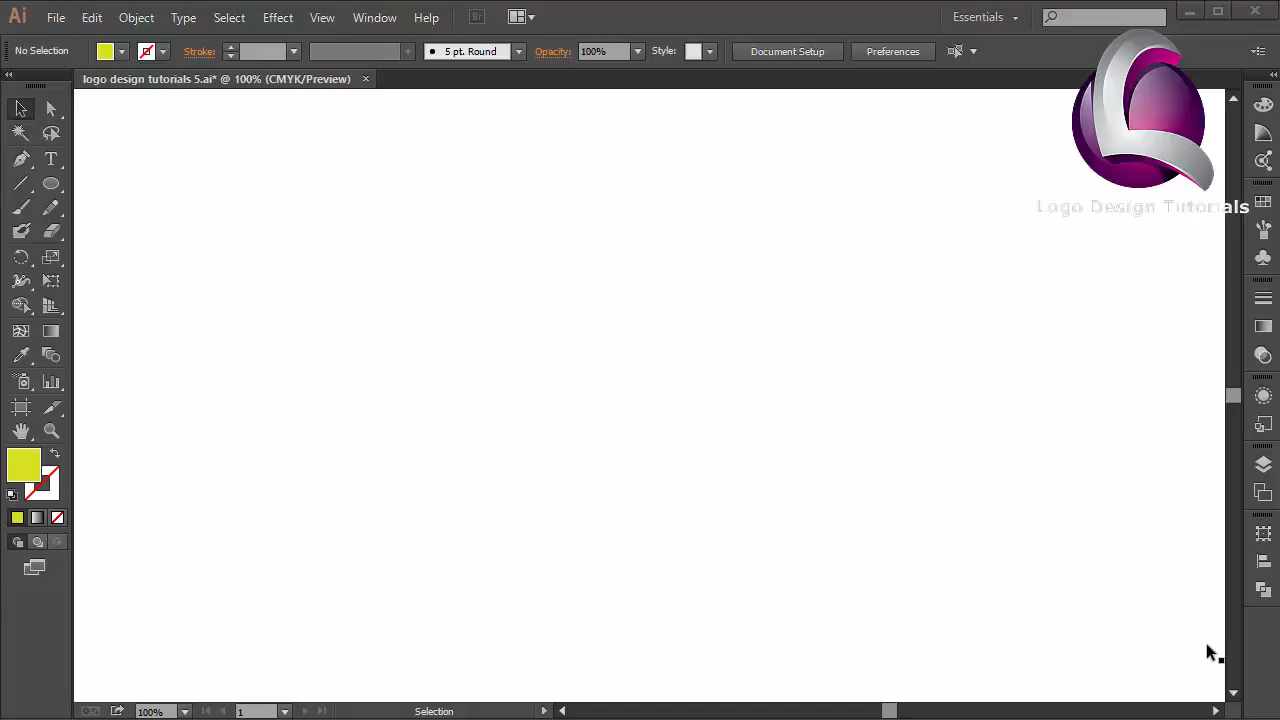 Ai File Edit Object Type Select Effect View Window Help Br Essentials
No Selection Stroke: 5 pt. Round Opacity: 100% Style: Document Setup Preferences
logo design tutorials 5.ai* @ 100% (CMYK/Preview) ×
T
Logo Design Tutorials
100% 1 Selection